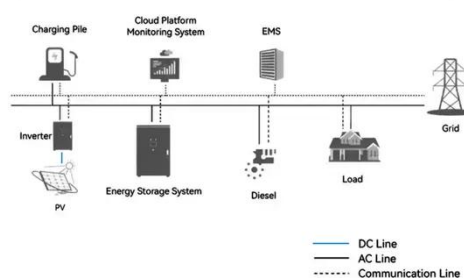 Charging Pile
Cloud Platform
Monitoring System
EMS
Grid
Inverter
PV
Energy Storage System
Diesel
Load
DC Line
AC Line
Communication Line